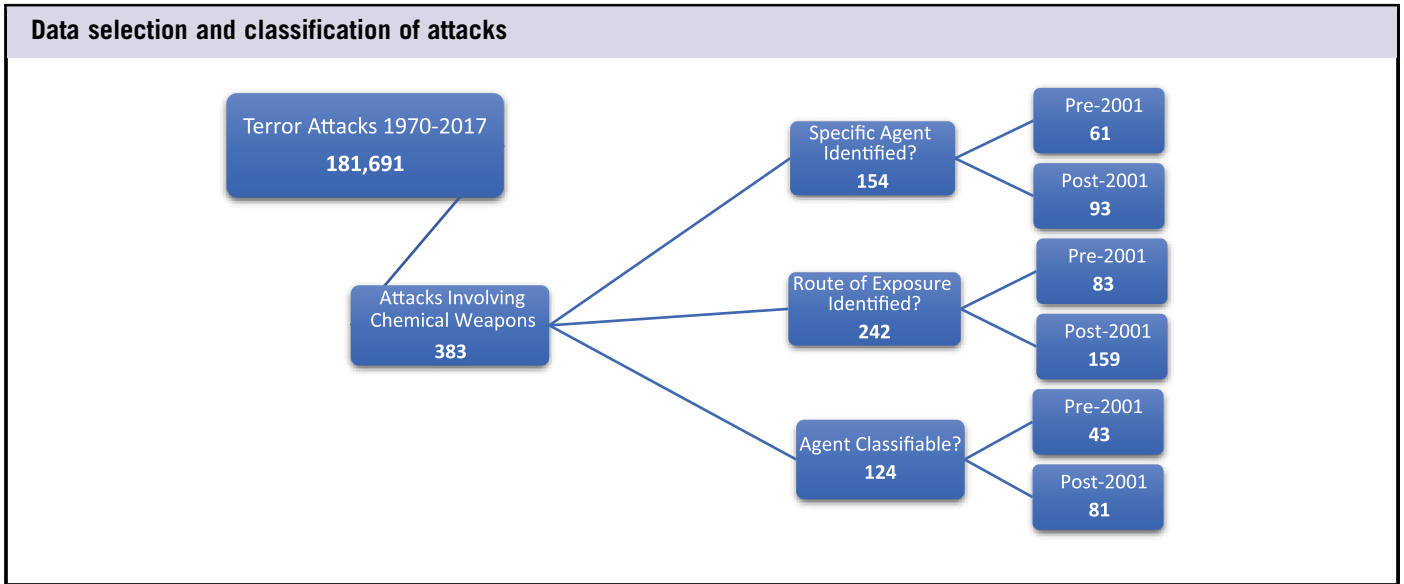 Data selection and classification of attacks
Terror Attacks 1970-2017
181,691
Attacks Involving
Chemical Weapons
383
Specific Agent
Identified?
154
Pre-2001
61
Post-2001
93
Route of Exposure
Identified?
242
Pre-2001
83
Post-2001
159
Agent Classifiable?
124
Pre-2001
43
Post-2001
81